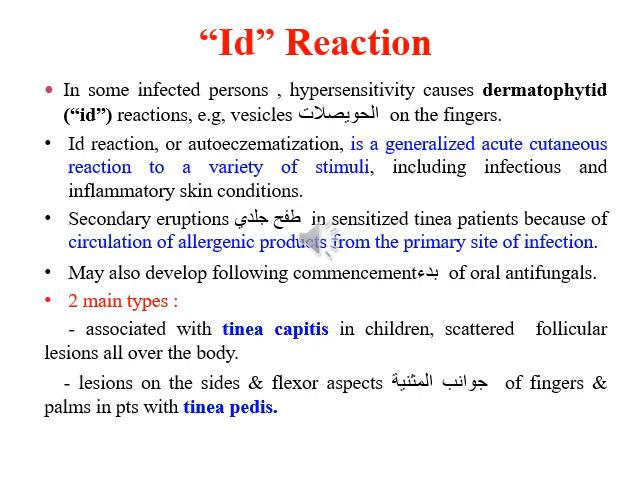 “Id” Reaction
• In some infected persons , hypersensitivity causes dermatophytid
(“id”) reactions, e.g, vesicles الحويصلات on the fingers.
• Id reaction, or autoeczematization, is a generalized acute cutaneous
reaction to a variety of stimuli, including infectious and
inflammatory skin conditions.
• Secondary eruptions طفح جلدي in sensitized tinea patients because of
circulation of allergenic products from the primary site of infection.
• May also develop following commencement بدء of oral antifungals.
• 2 main types :
- associated with tinea capitis in children, scattered follicular
lesions all over the body.
- lesions on the sides & flexor aspects جوانب المثنية of fingers &
palms in pts with tinea pedis.